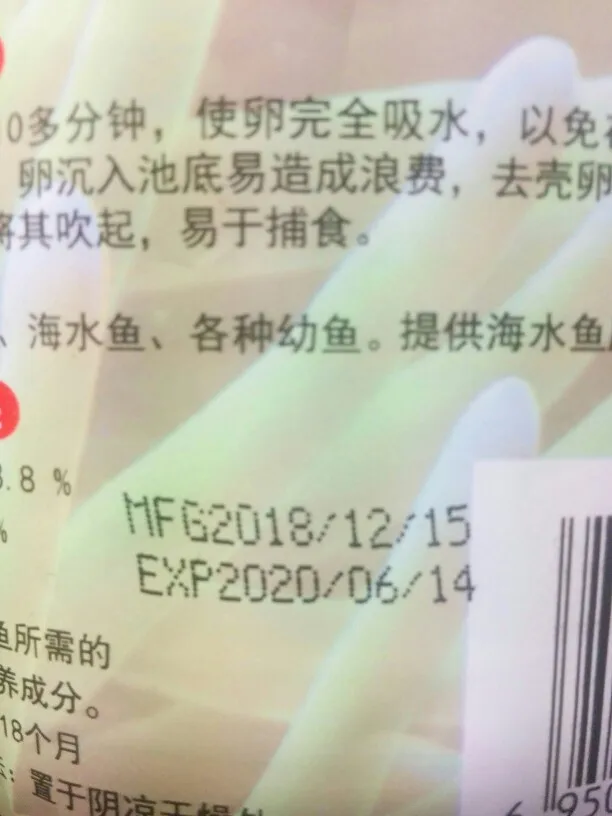 0多分钟，使卵完全吸水，以免
卵沉入池底易造成浪费，去壳卵
将其吹起，易于捕食。
、海水鱼、各种幼鱼。提供海水鱼
.8 %
%
MFG2018/12/15
EXP2020/06/14
鱼所需的
养成分。
18个月
：置于阴凉干燥处
6 950